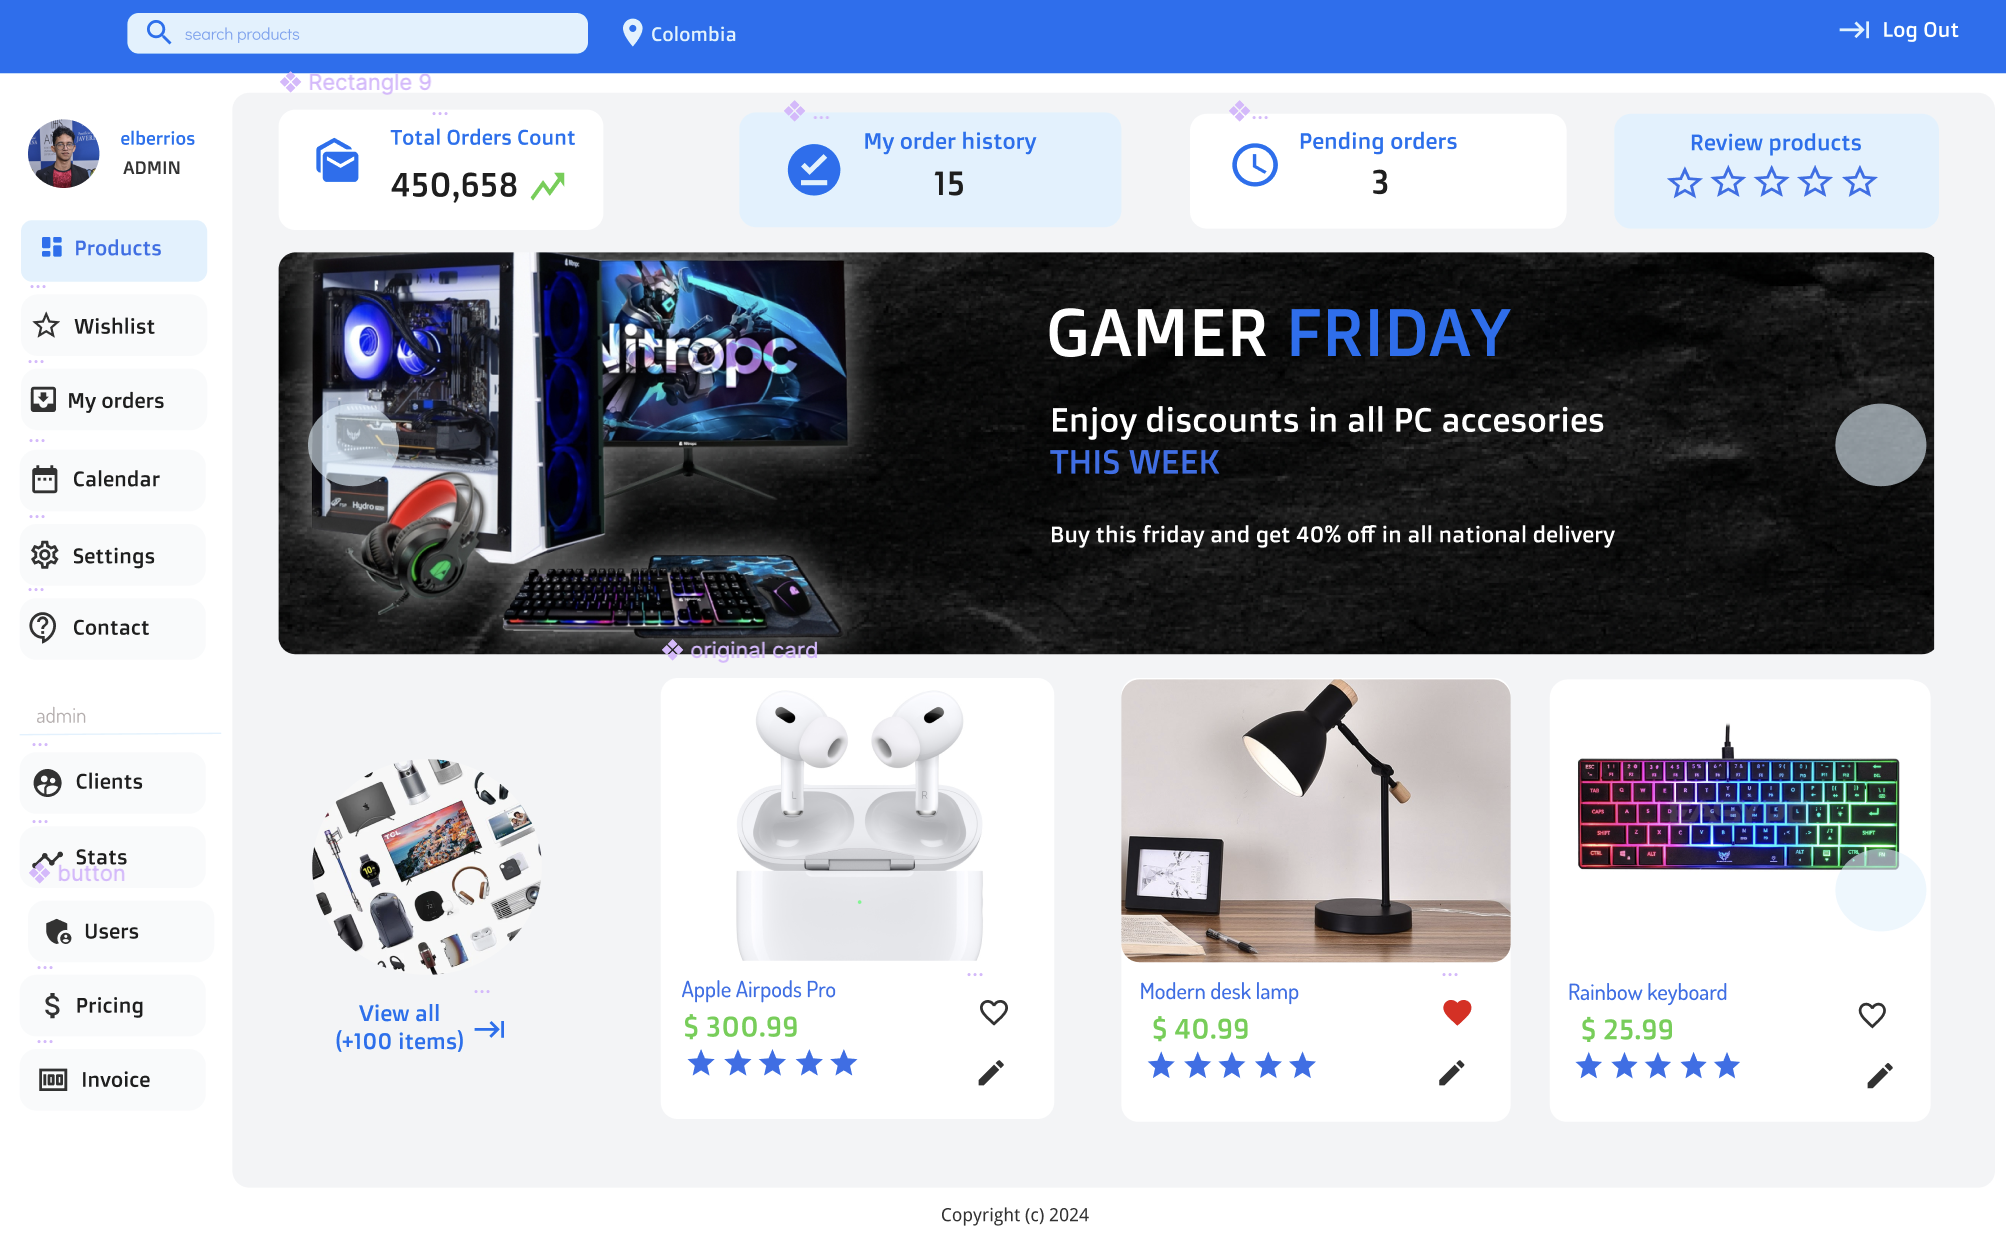 search products
Colombia
Log Out
Rectangle 9
elberrios
ADMIN
Total Orders Count
450,658
My order history
15
Pending orders
3
Review products
Products
Wishlist
My orders
Calendar
Settings
Contact
admin
Clients
Stats
button
Users
Pricing
Invoice
itropc
GAMER FRIDAY
Enjoy discounts in all PC accesories
THIS WEEK
Buy this friday and get 40% off in all national delivery
original card
TCL
View all
(+100 items)
L
R
Apple Airpods Pro
$ 300.99
Modern desk lamp
$ 40.99
Rainbow keyboard
$ 25.99
Copyright (c) 2024